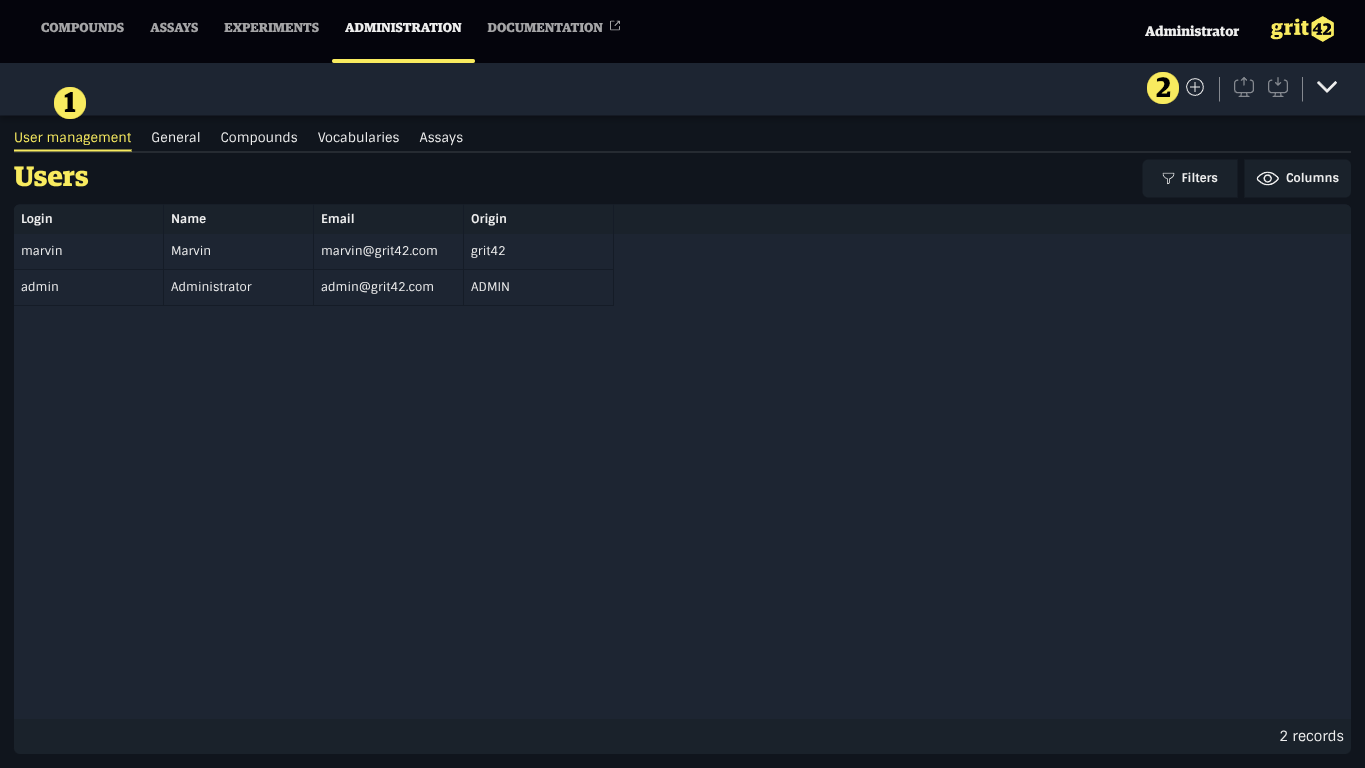 COMPOUNDS ASSAYS EXPERIMENTS ADMINISTRATION DOCUMENTATION Administrator grit42
2
1
User management General Compounds Vocabularies Assays
Users Filters Columns
Login Name Email Origin
marvin Marvin marvin@grit42.com grit42
admin Administrator admin@grit42.com ADMIN
2 records